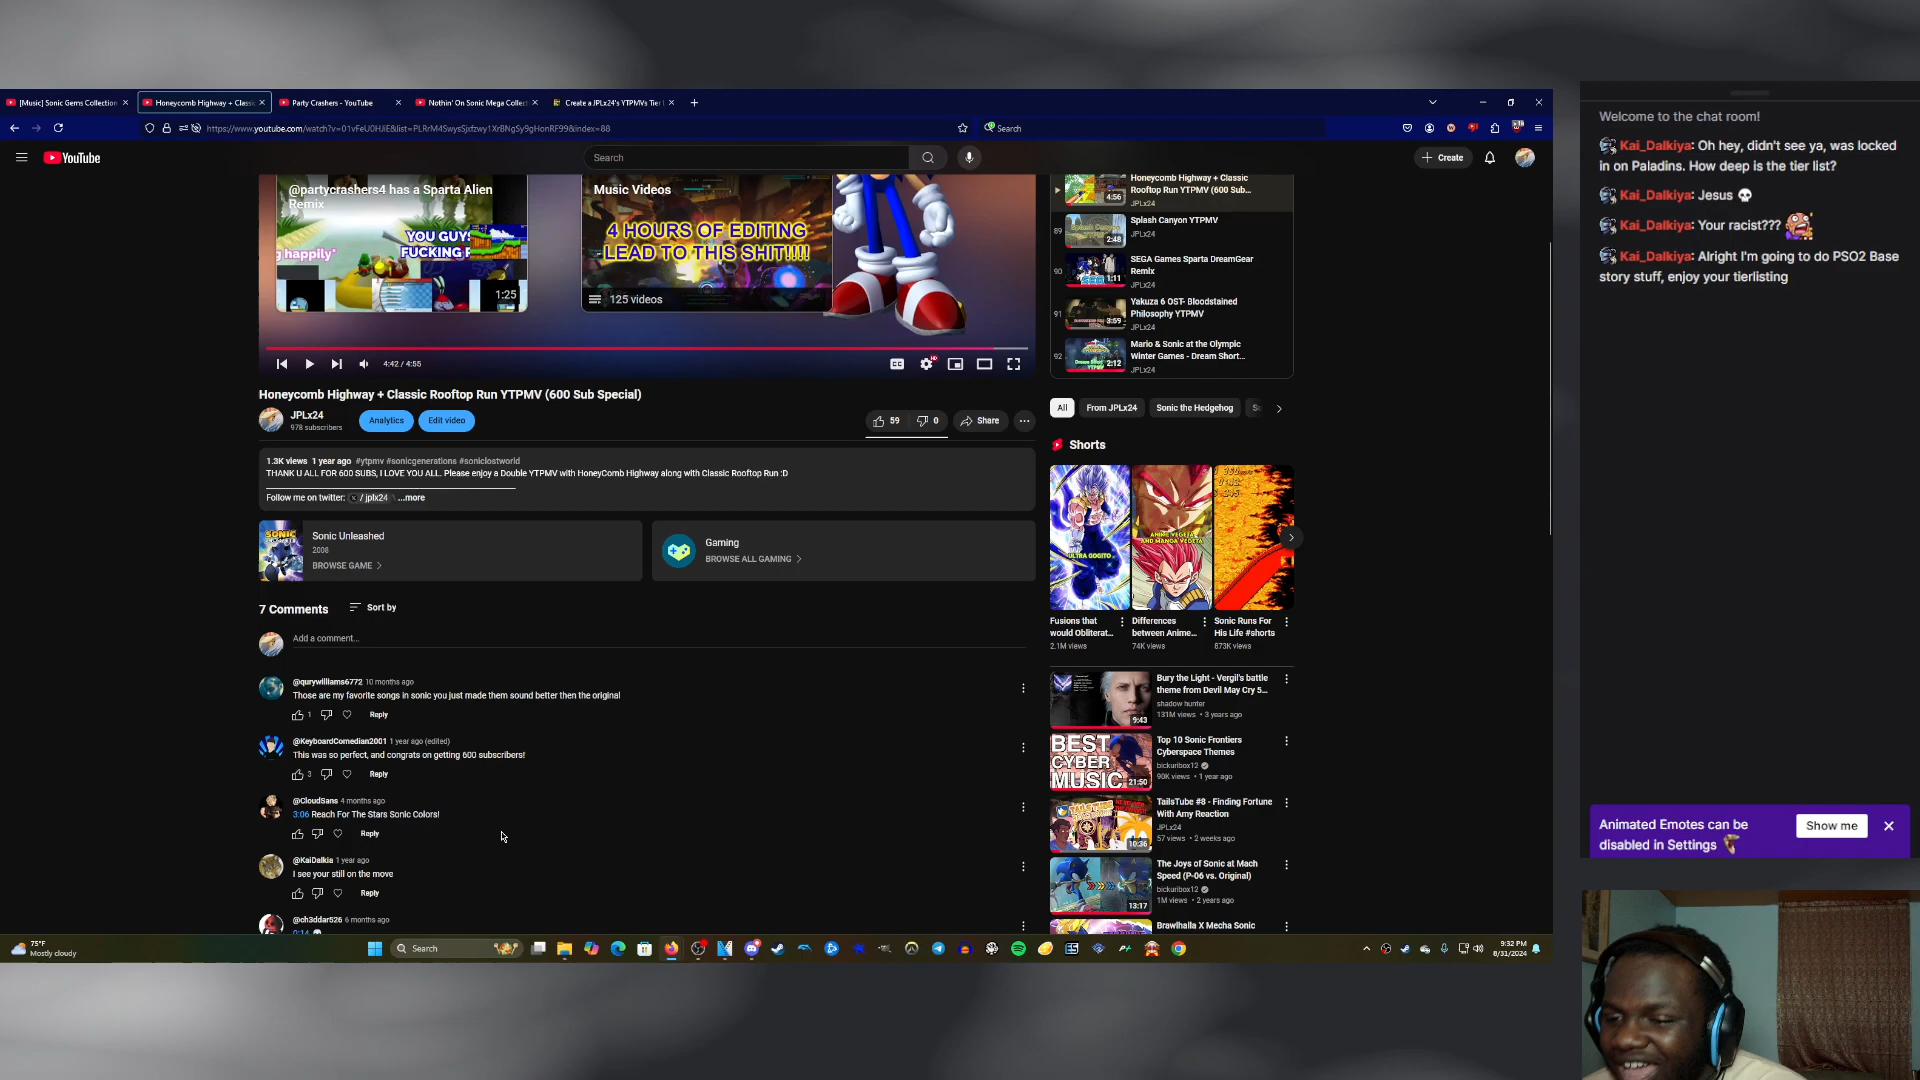 [Music] Sonic Gems Collection
Honeycomb Highway + Classic
Party Crashers - YouTube
Nothin' On Sonic Mega Collect
Create a JPLx24's YTPMVs Tier L
https://www.youtube.com/watch?v=01vFeU0HJIE&list=PLRrM4SwysSjxfzwy1XrBNgSy9gHonRF99&index=88
Search
YouTube
Search
Create
@partycrashers4 has a Sparta Alien
Remix
YOU GUYS
FUCKING
g happily*
1:25
Music Videos
4 HOURS OF EDITING
LEAD TO THIS SHIT!!!!
125 videos
4:42 / 4:55
HD
Honeycomb Highway + Classic Rooftop Run YTPMV (600 Sub Special)
JPLx24
978 subscribers
Analytics
Edit video
59
0
Share
1.3K views 1 year ago #ytpmv #sonicgenerations #soniclostworld
THANK U ALL FOR 600 SUBS, I LOVE YOU ALL. Please enjoy a Double YTPMV with HoneyComb Highway along with Classic Rooftop Run :D
Follow me on twitter: / jplx24 ...more
SONIC
Sonic Unleashed
2008
BROWSE GAME
Gaming
BROWSE ALL GAMING
7 Comments
Sort by
Add a comment...
@qurywilliams6772 10 months ago
Those are my favorite songs in sonic you just made them sound better then the original
1
Reply
@KeyboardComedian2001 1 year ago (edited)
This was so perfect, and congrats on getting 600 subscribers!
3
Reply
@CloudSans 4 months ago
3:06 Reach For The Stars Sonic Colors!
Reply
@KaiDalkia 1 year ago
I see your still on the move
Reply
@ch3ddar526 6 months ago
0:14
Honeycomb Highway + Classic
Rooftop Run YTPMV (600 Sub...
JPLx24
4:56
89
Splash Canyon YTPMV
JPLx24
2:48
90
SEGA Games Sparta DreamGear
Remix
JPLx24
1:11
91
Yakuza 6 OST- Bloodstained
Philosophy YTPMV
JPLx24
3:59
92
Mario & Sonic at the Olympic
Winter Games - Dream Short...
JPLx24
2:12
All
From JPLx24
Sonic the Hedgehog
Shorts
ULTRA GOGITO
ANIME VEGETA
AND MANGA VEGETA
Fusions that
would Obliterat...
2.1M views
Differences
between Anime...
74K views
Sonic Runs For
His Life #shorts
873K views
9:43
Bury the Light - Vergil's battle
theme from Devil May Cry 5...
shadow hunter
131M views • 3 years ago
BEST
CYBER
MUSIC
21:50
Top 10 Sonic Frontiers
Cyberspace Themes
bickuribox12
90K views • 1 year ago
10:36
TailsTube #8 - Finding Fortune
With Amy Reaction
JPLx24
57 views • 2 weeks ago
13:17
The Joys of Sonic at Mach
Speed (P-06 vs. Original)
bickuribox12
1M views • 2 years ago
Brawlhalla X Mecha Sonic
75°F
Mostly cloudy
Search
9:32 PM
8/31/2024
Welcome to the chat room!
Kai_Dalkiya: Oh hey, didn't see ya, was locked
in on Paladins. How deep is the tier list?
Kai_Dalkiya: Jesus
Kai_Dalkiya: Your racist???
Kai_Dalkiya: Alright I'm going to do PSO2 Base
story stuff, enjoy your tierlisting
Animated Emotes can be
disabled in Settings
Show me